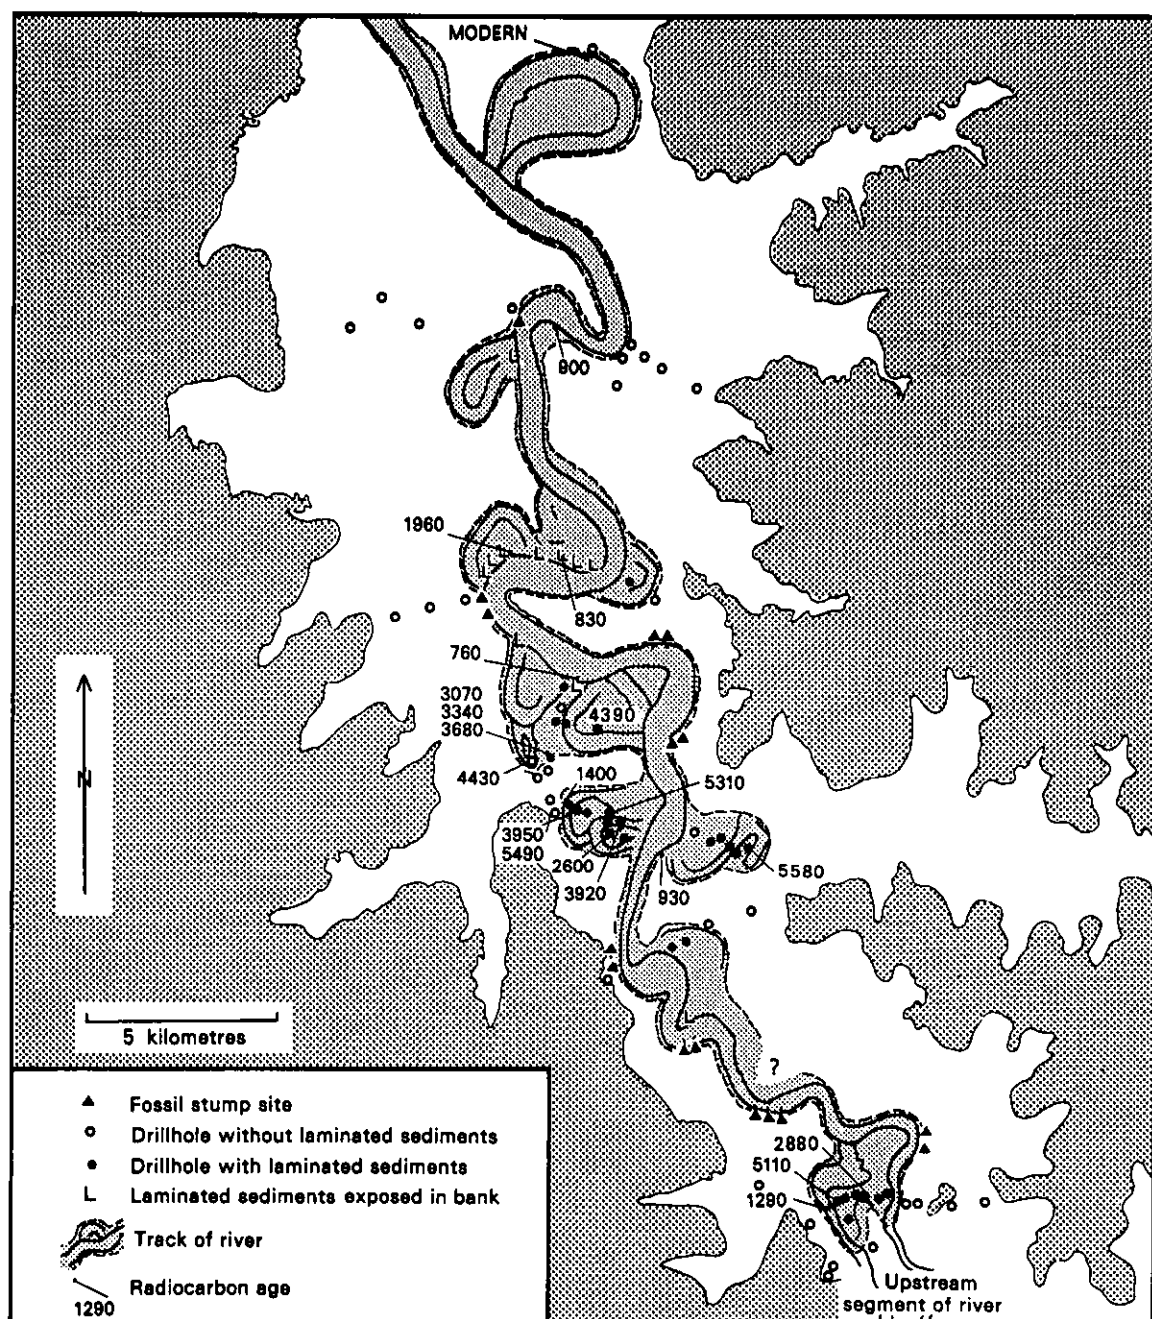 MODERN
900
1960
830
760
3070
3340
3680
4390
4430
1400
5310
3950
5490
2600
3920
930
5580
N
5 kilometres
?
2880
5110
1290
▲ Fossil stump site
○ Drillhole without laminated sediments
● Drillhole with laminated sediments
L Laminated sediments exposed in bank
Track of river
Radiocarbon age
1290
Upstream
segment of river